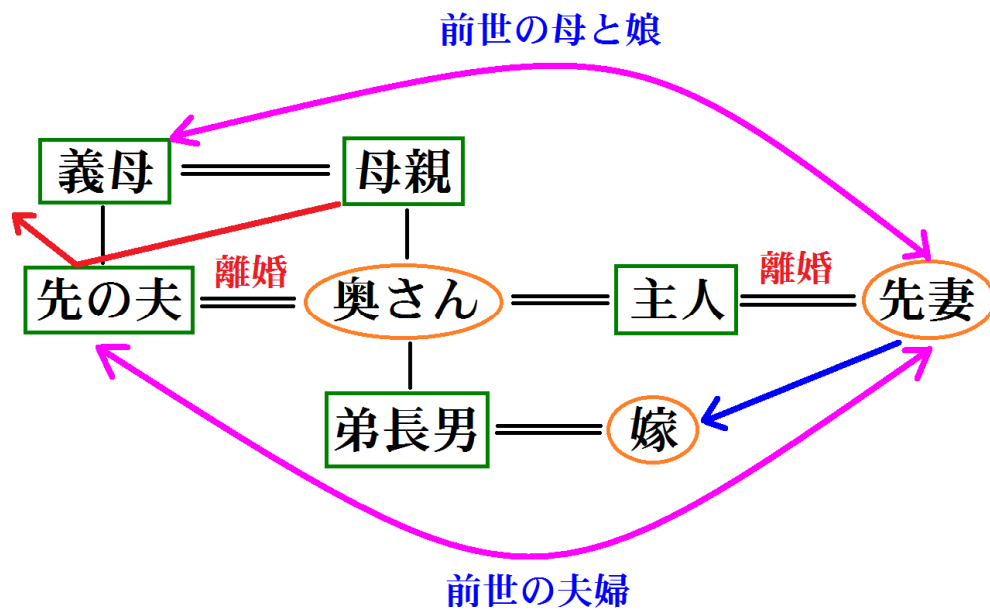 前世の母と娘
義母
母親
先の夫
離婚
奥さん
主人
離婚
先妻
弟長男
嫁
前世の夫婦